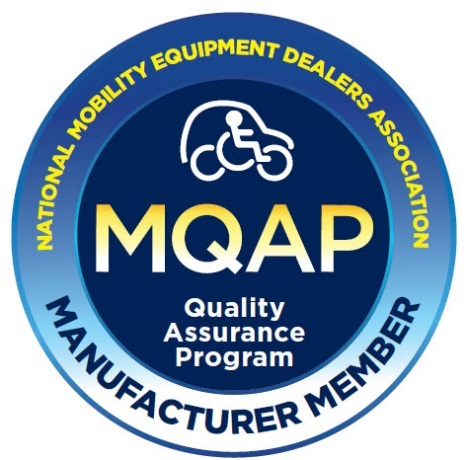 NATIONAL MOBILITY EQUIPMENT DEALERS ASSOCIATION
MQAP
Quality
Assurance
Program
MANUFACTURER MEMBER